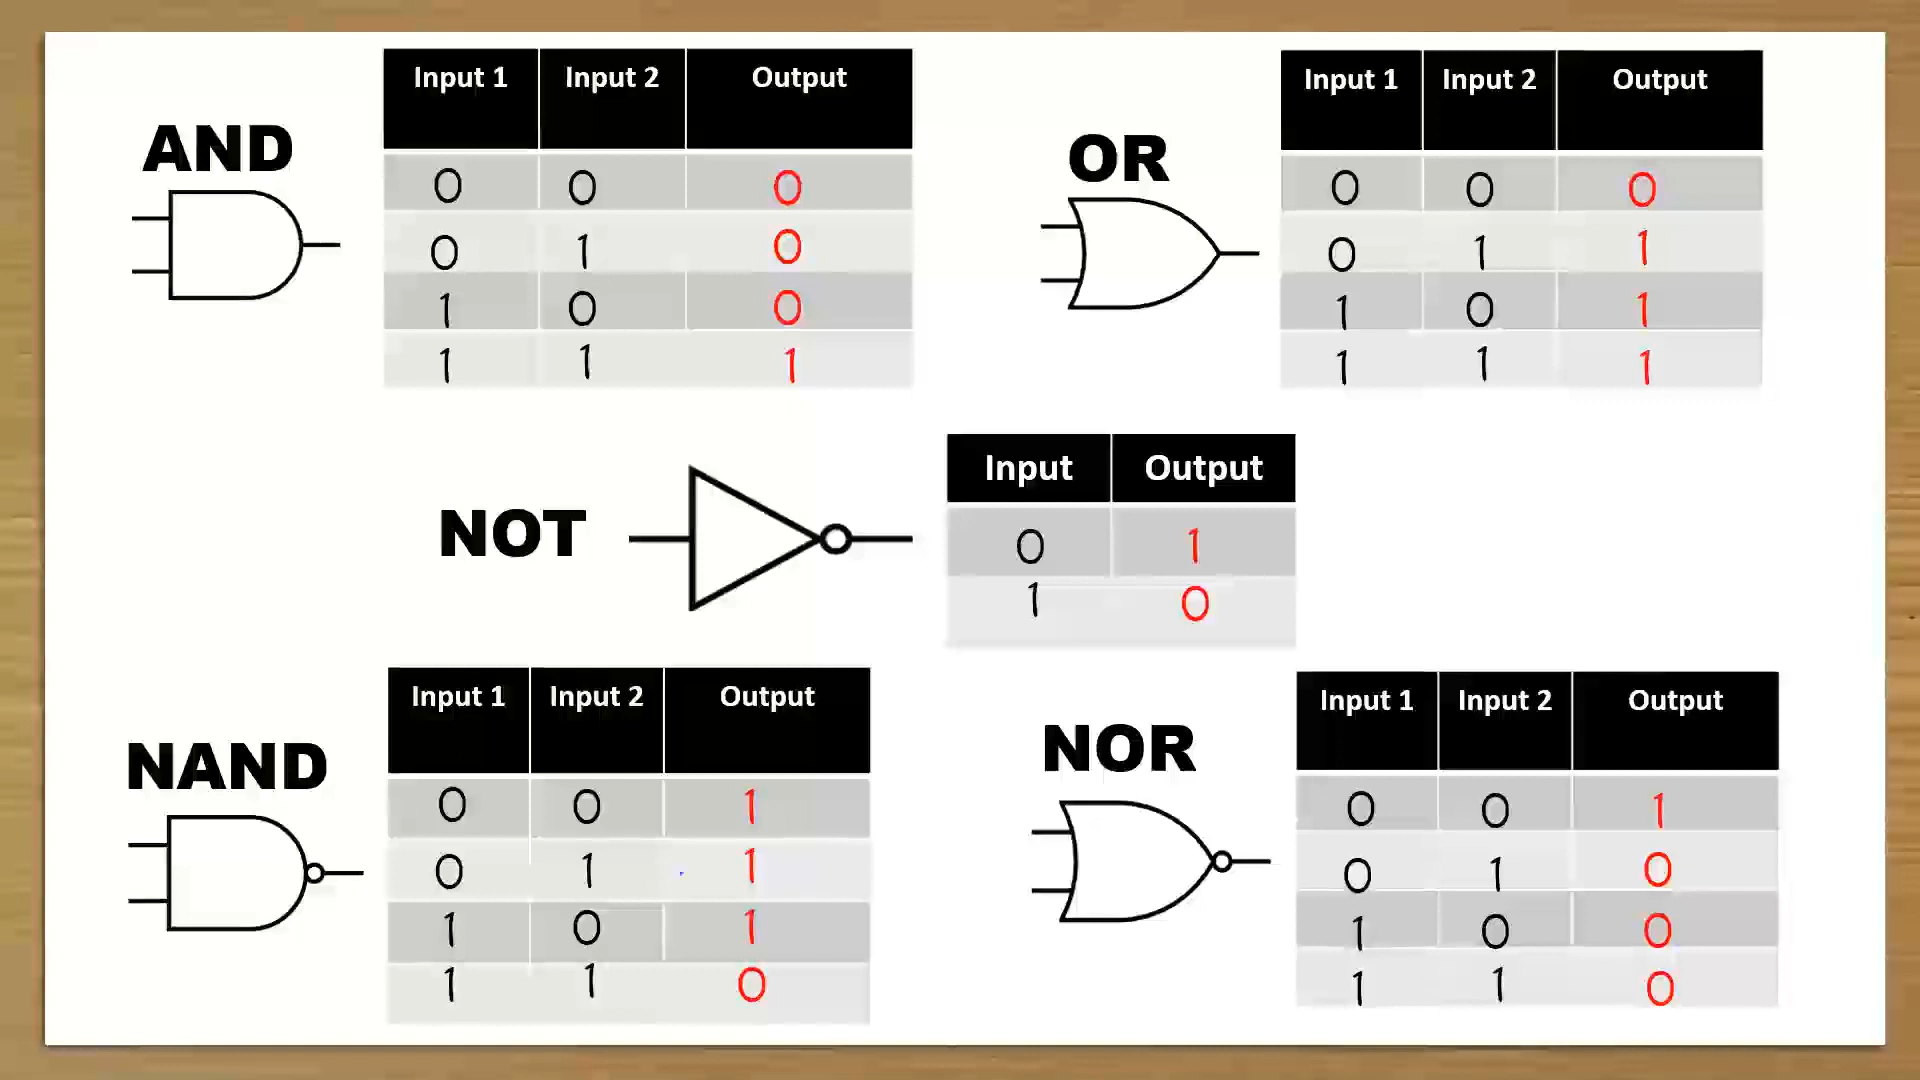 AND
Input 1 Input 2 Output
0 0 0
0 1 0
1 0 0
1 1 1
OR
Input 1 Input 2 Output
0 0 0
0 1 1
1 0 1
1 1 1
NOT
Input Output
0 1
1 0
NAND
Input 1 Input 2 Output
0 0 1
0 1 1
1 0 1
1 1 0
NOR
Input 1 Input 2 Output
0 0 1
0 1 0
1 0 0
1 1 0